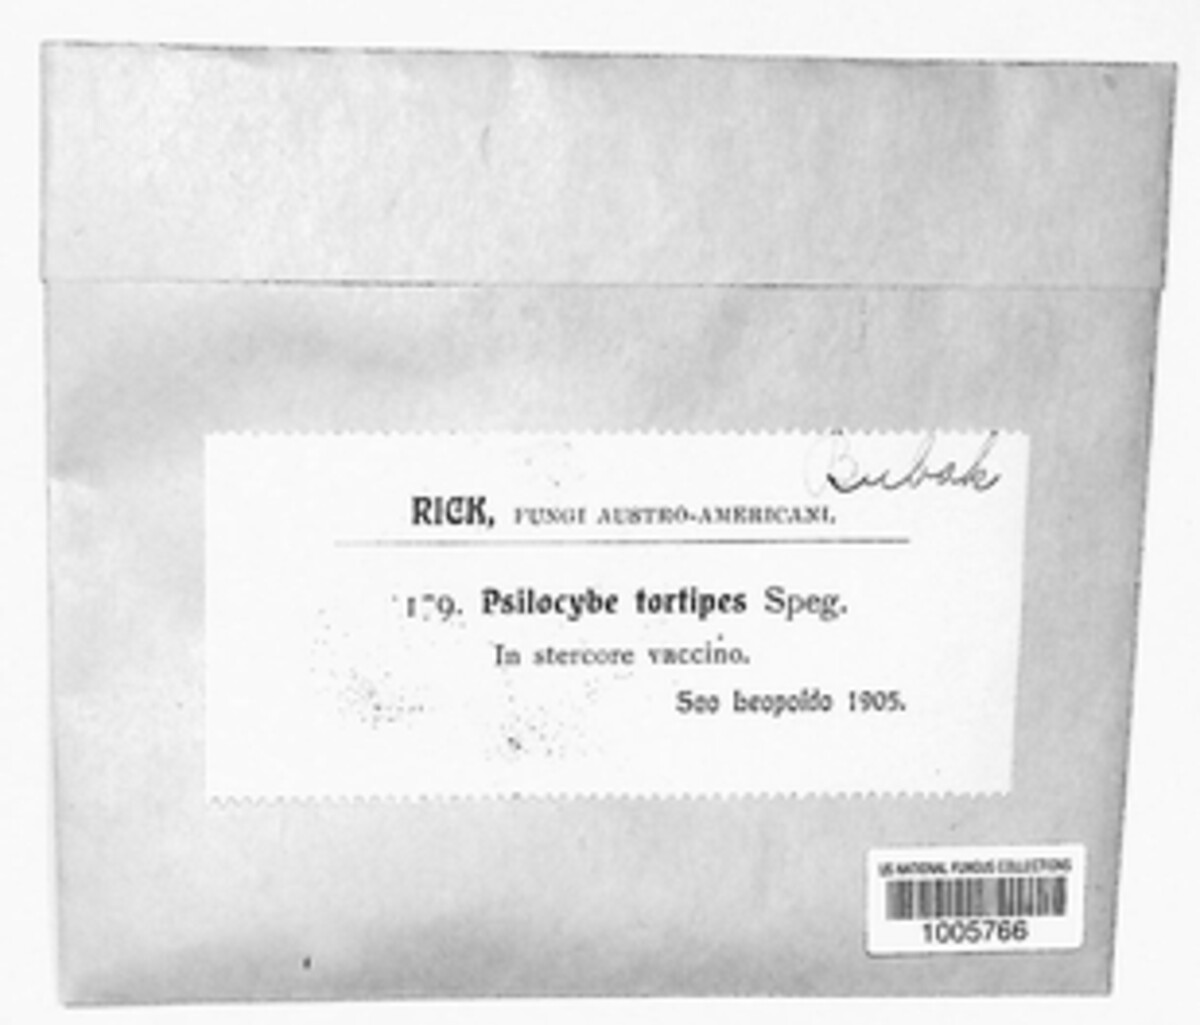 Bubak
RICK, FUNGI AUSTRO-AMERICANI.
179. Psilocybe tortipes Speg.
In stercore vaccino.
Sao Leopoldo 1905.
US NATIONAL FUNGUS COLLECTIONS
1005766